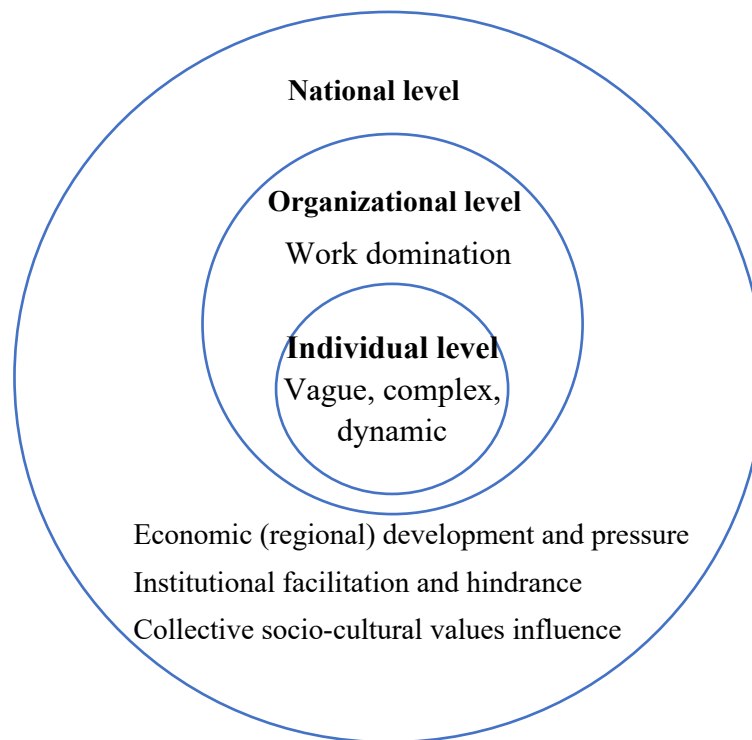 National level
Organizational level
Work domination
Individual level
Vague, complex,
dynamic
Economic (regional) development and pressure
Institutional facilitation and hindrance
Collective socio-cultural values influence